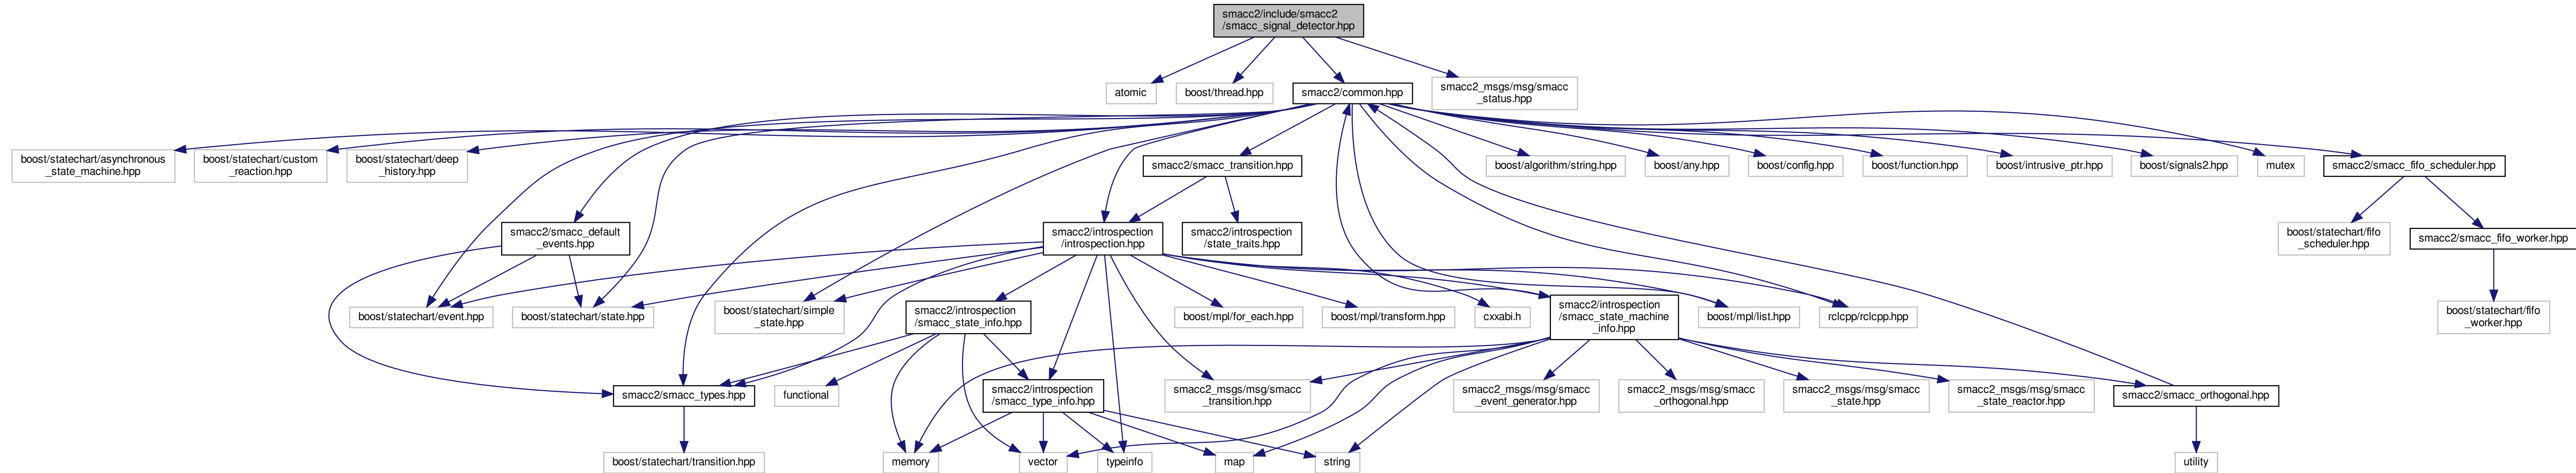 smacc2/include/smacc2
/smacc_signal_detector.hpp
atomic
boost/thread.hpp
smacc2/common.hpp
smacc2_msgs/msg/smacc
_status.hpp
boost/statechart/asynchronous
_state_machine.hpp
boost/statechart/custom
_reaction.hpp
boost/statechart/deep
_history.hpp
smacc2/smacc_transition.hpp
boost/algorithm/string.hpp
boost/any.hpp
boost/config.hpp
boost/function.hpp
boost/intrusive_ptr.hpp
boost/signals2.hpp
mutex
smacc2/smacc_fifo_scheduler.hpp
smacc2/smacc_default
_events.hpp
smacc2/introspection
/introspection.hpp
smacc2/introspection
/state_traits.hpp
boost/statechart/fifo
_scheduler.hpp
smacc2/smacc_fifo_worker.hpp
boost/statechart/event.hpp
boost/statechart/state.hpp
boost/statechart/simple
_state.hpp
smacc2/introspection
/smacc_state_info.hpp
boost/mpl/for_each.hpp
boost/mpl/transform.hpp
cxxabi.h
smacc2/introspection
/smacc_state_machine
_info.hpp
boost/mpl/list.hpp
rclcpp/rclcpp.hpp
boost/statechart/fifo
_worker.hpp
smacc2/smacc_types.hpp
functional
smacc2/introspection
/smacc_type_info.hpp
smacc2_msgs/msg/smacc
_transition.hpp
smacc2_msgs/msg/smacc
_event_generator.hpp
smacc2_msgs/msg/smacc
_orthogonal.hpp
smacc2_msgs/msg/smacc
_state.hpp
smacc2_msgs/msg/smacc
_state_reactor.hpp
smacc2/smacc_orthogonal.hpp
boost/statechart/transition.hpp
memory
vector
typeinfo
map
string
utility